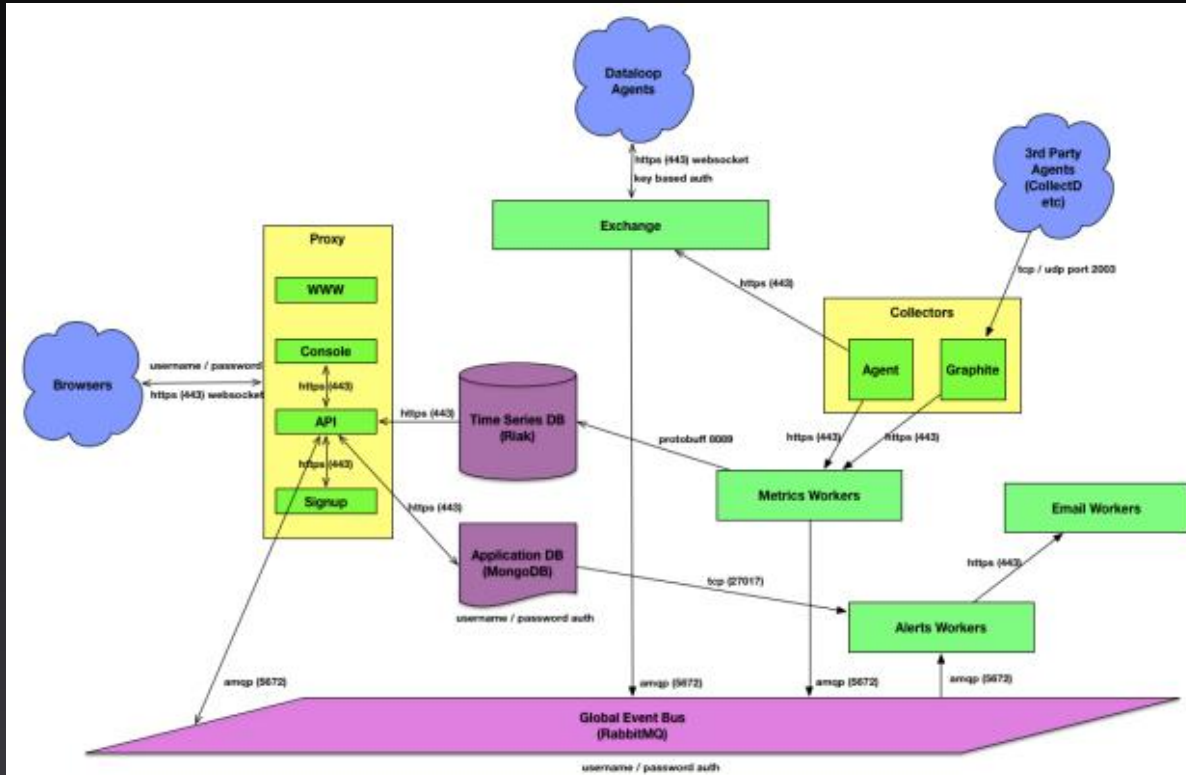 Dataloop
Agents
https (443) websocket
key based auth
3rd Party
Agents
(CollectD
etc)
Exchange
tcp / udp port 2003
Proxy
WWW
https (443)
Collectors
Console
Agent
Graphite
Browsers
username / password
https (443) websocket
https (443)
API
https (443)
Signup
https (443)
Time Series DB
(Riak)
protobuff 8089
https (443)
https (443)
Metrics Workers
Email Workers
https (443)
Application DB
(MongoDB)
username / password auth
tcp (27017)
https (443)
Alerts Workers
amqp (5672)
amqp (5672)
amqp (5672)
amqp (5672)
Global Event Bus
(RabbitMQ)
username / password auth